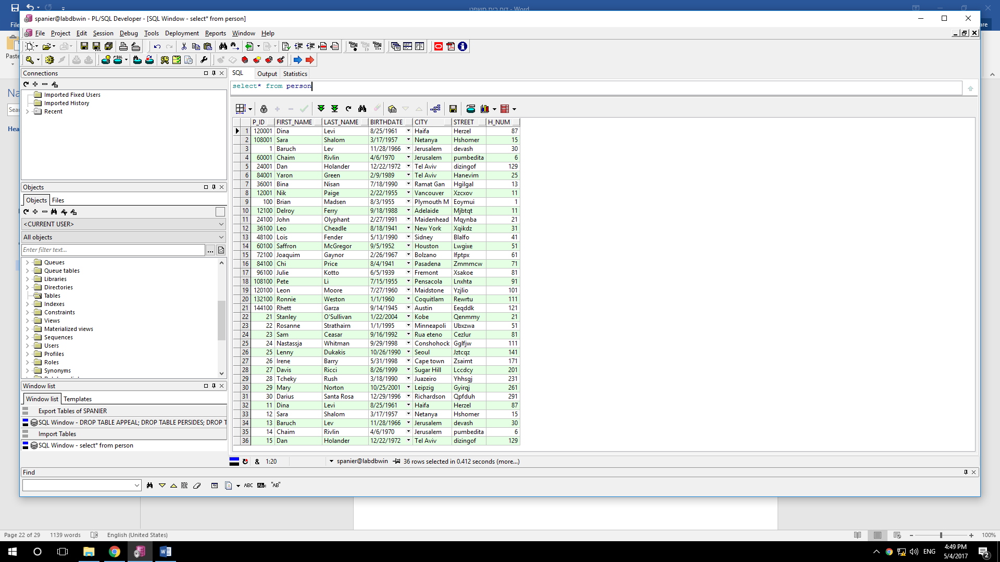 דוח בית משפט - Word
File
spanier@labdbwin - PL/SQL Developer - [SQL Window - select* from person]
File Project Edit Session Debug Tools Deployment Reports Window Help
Paste
Connections
Imported Fixed Users
Imported History
Recent
Objects
Objects Files
<CURRENT USER>
All objects
Enter filter text...
Queues
Queue tables
Libraries
Directories
Tables
Indexes
Constraints
Views
Materialized views
Sequences
Users
Profiles
Roles
Synonyms
Window list
Window list Templates
Export Tables of SPANIER
SQL Window - DROP TABLE APPEAL; DROP TABLE PERSIDES; DROP T
Import Tables
SQL Window - select* from person
SQL Output Statistics
select* from person
P_ID FIRST_NAME LAST_NAME BIRTHDATE CITY STREET H_NUM
1 120001 Dina Levi 8/25/1961 Haifa Herzel 87
2 108001 Sara Shalom 3/17/1957 Netanya Hshomer 15
3 1 Baruch Lev 11/28/1966 Jerusalem devash 30
4 60001 Chaim Rivlin 4/6/1970 Jerusalem pumbedita 6
5 24001 Dan Holander 12/22/1972 Tel Aviv dizingof 129
6 84001 Yaron Green 2/9/1989 Tel Aviv Hanevim 25
7 36001 Bina Nisan 7/18/1990 Ramat Gan Hgilgal 13
8 12001 Nik Paige 2/22/1955 Vancouver Xzcxov 11
9 100 Brian Madsen 8/3/1955 Plymouth M Eoymui 1
10 12100 Delroy Ferry 9/18/1988 Adelaide Mjbtqt 11
11 24100 John Olyphant 2/27/1991 Maidenhead Mqynba 21
12 36100 Leo Cheadle 8/18/1941 New York Xqikdz 31
13 48100 Lois Fender 5/13/1990 Sidney Blalfo 41
14 60100 Saffron McGregor 9/5/1952 Houston Lwgixe 51
15 72100 Joaquim Gaynor 2/26/1967 Bolzano Ifptpx 61
16 84100 Chi Price 8/4/1941 Pasadena Zmmmcw 71
17 96100 Julie Kotto 6/5/1939 Fremont Xsakoe 81
18 108100 Pete Li 7/15/1955 Pensacola Lnxhta 91
19 120100 Leon Moore 7/27/1960 Maidstone Yzjlio 101
20 132100 Ronnie Weston 1/1/1960 Coquitlam Rewrtu 111
21 144100 Rhett Garza 9/14/1945 Austin Eeqddk 121
22 21 Stanley O'Sullivan 1/22/2004 Kobe Qenmmy 21
23 22 Rosanne Strathairn 1/1/1995 Minneapoli Ubxzwa 51
24 23 Sam Ceasar 9/16/1992 Rua eteno Cezlur 81
25 24 Nastassja Whitman 9/29/1998 Conshohock Gglfjw 111
26 25 Lenny Dukakis 10/26/1990 Seoul Jztcqz 141
27 26 Irene Barry 5/31/1998 Cape town Zsaimt 171
28 27 Davis Ricci 8/26/1999 Sugar Hill Lccdcy 201
29 28 Tcheky Rush 3/18/1990 Juazeiro Yhhsgj 231
30 29 Mary Norton 10/25/2001 Leipzig Gyirqj 261
31 30 Darius Santa Rosa 12/29/1996 Richardson Qpfduh 291
32 11 Dina Levi 8/25/1961 Haifa Herzel 87
33 12 Sara Shalom 3/17/1957 Netanya Hshomer 15
34 13 Baruch Lev 11/28/1966 Jerusalem devash 30
35 14 Chaim Rivlin 4/6/1970 Jerusalem pumbedita 6
36 15 Dan Holander 12/22/1972 Tel Aviv dizingof 129
& 1:20 spanier@labdbwin 36 rows selected in 0.412 seconds (more...)
Find
ABC "AB"
Page 22 of 29 1139 words English (United States) 100%
ENG 4:49 PM
5/4/2017
2